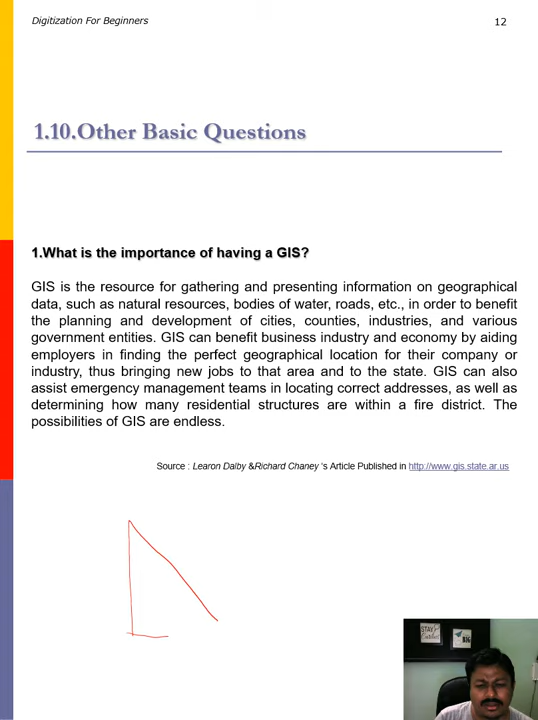 Digitization For Beginners
12
1.10.Other Basic Questions
1.What is the importance of having a GIS?
GIS is the resource for gathering and presenting information on geographical
data, such as natural resources, bodies of water, roads, etc., in order to benefit
the planning and development of cities, counties, industries, and various
government entities. GIS can benefit business industry and economy by aiding
employers in finding the perfect geographical location for their company or
industry, thus bringing new jobs to that area and to the state. GIS can also
assist emergency management teams in locating correct addresses, as well as
determining how many residential structures are within a fire district. The
possibilities of GIS are endless.
Source : Learon Dalby &Richard Chaney 's Article Published in http://www.gis.state.ar.us
STAY
BIG